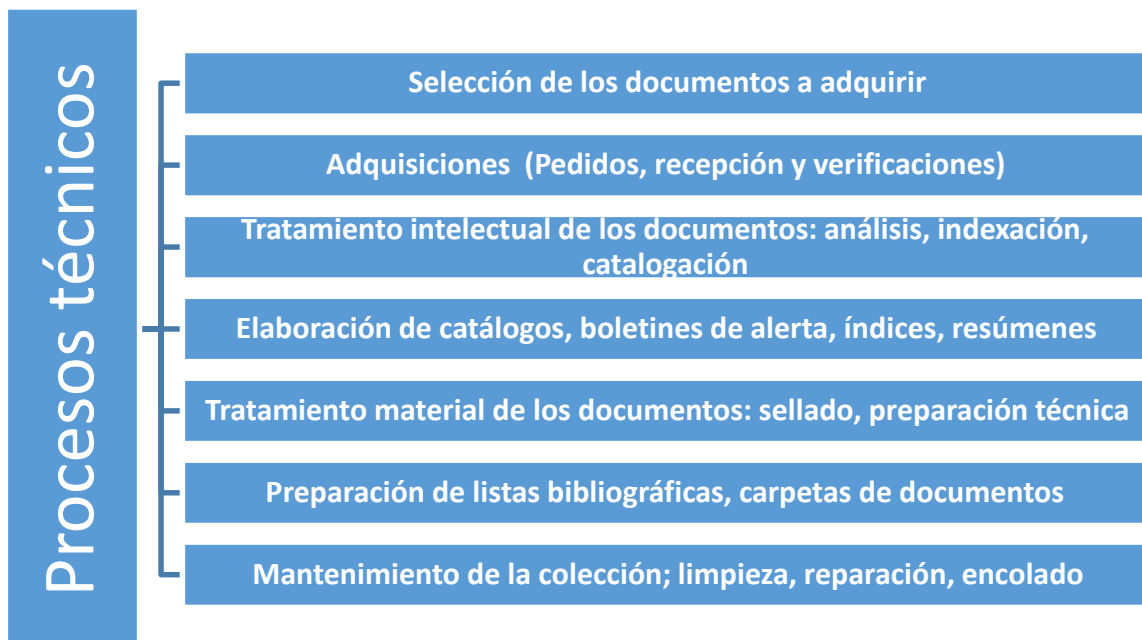 Procesos técnicos
Selección de los documentos a adquirir
Adquisiciones  (Pedidos, recepción y verificaciones)
Tratamiento intelectual de los documentos: análisis, indexación,
catalogación
Elaboración de catálogos, boletines de alerta, índices, resúmenes
Tratamiento material de los documentos: sellado, preparación técnica
Preparación de listas bibliográficas, carpetas de documentos
Mantenimiento de la colección; limpieza, reparación, encolado